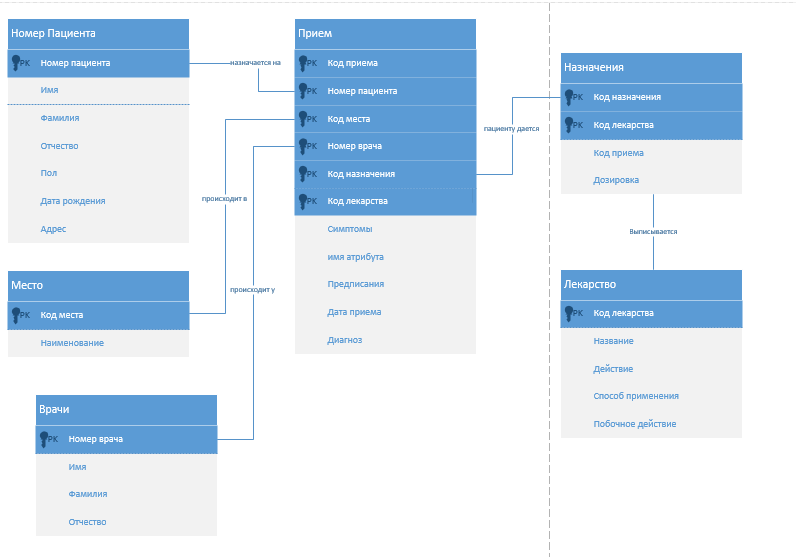 Номер Пациента
PK Номер пациента
Имя
Фамилия
Отчество
Пол
Дата рождения
Адрес
назначается на
Прием
PK Код приема
PK Номер пациента
PK Код места
PK Номер врача
PK Код назначения
PK Код лекарства
Симптомы
имя атрибута
Предписания
Дата приема
Диагноз
пациенту дается
Назначения
PK Код назначения
PK Код лекарства
Код приема
Дозировка
происходит в
происходит у
Выписывается
Место
PK Код места
Наименование
Лекарство
PK Код лекарства
Название
Действие
Способ применения
Побочное действие
Врачи
PK Номер врача
Имя
Фамилия
Отчество